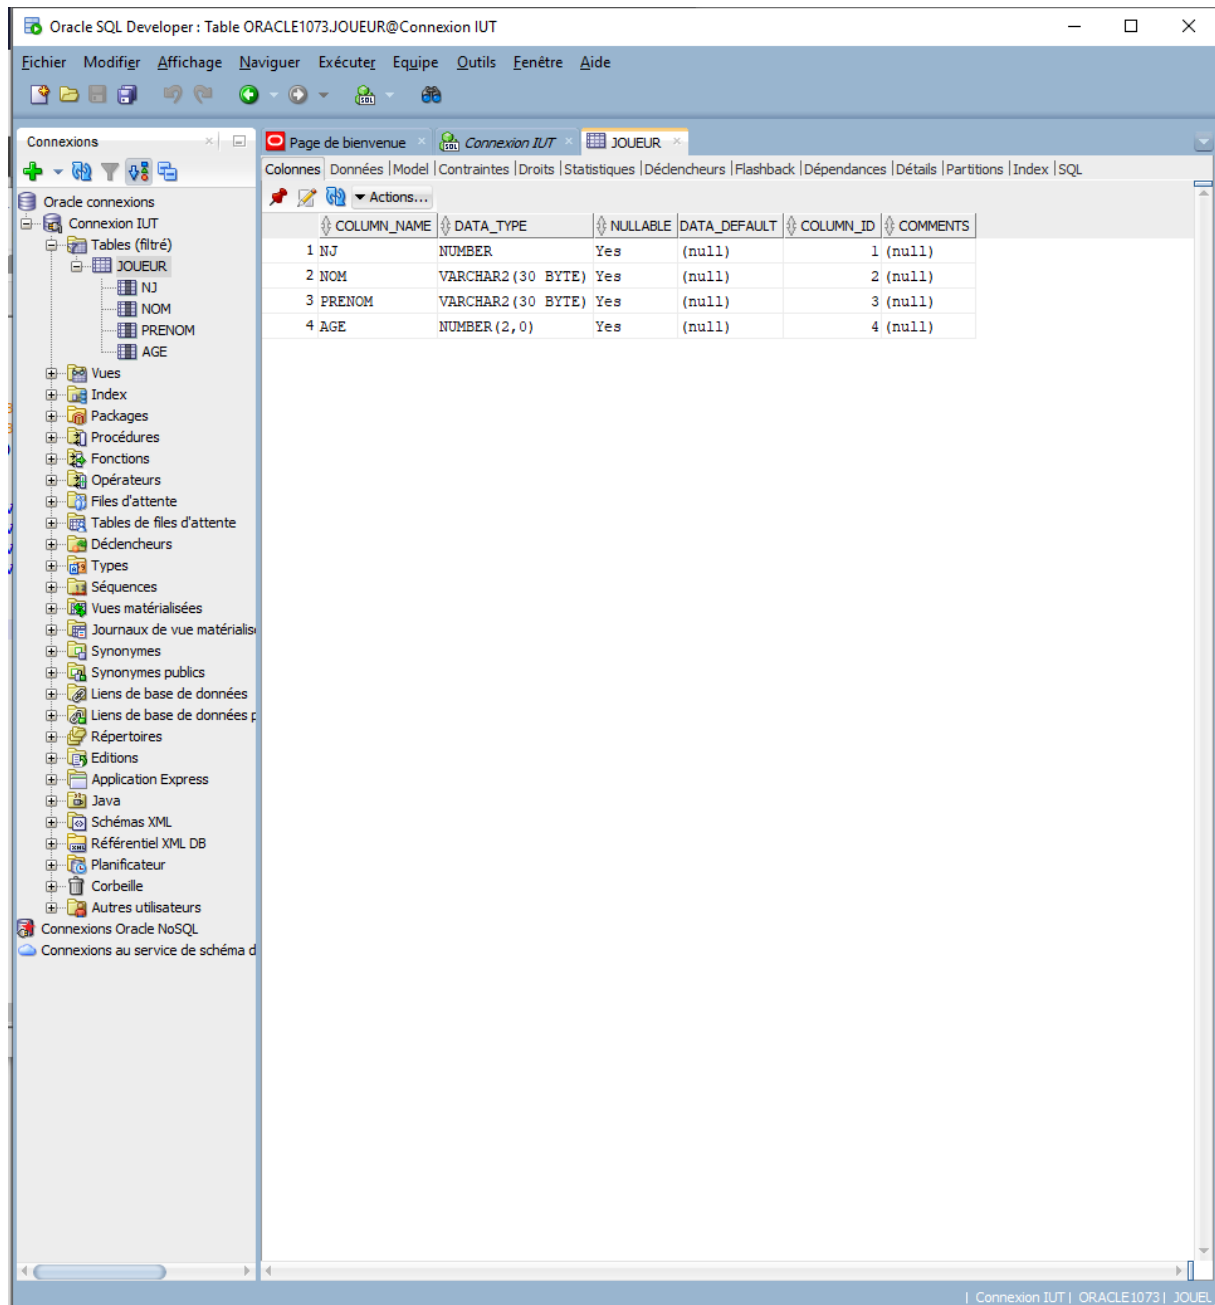 Oracle SQL Developer : Table ORACLE1073.JOUEUR@Connexion IUT
Fichier Modifier Affichage Naviguer Exécuter Equipe Outils Fenêtre Aide
Connexions
Oracle connexions
Connexion IUT
Tables (filtré)
JOUEUR
NJ
NOM
PRENOM
AGE
Vues
Index
Packages
Procédures
Fonctions
Opérateurs
Files d'attente
Tables de files d'attente
Déclencheurs
Types
Séquences
Vues matérialisées
Journaux de vue matérialis
Synonymes
Synonymes publics
Liens de base de données
Liens de base de données p
Répertoires
Editions
Application Express
Java
Schémas XML
Référentiel XML DB
Planificateur
Corbeille
Autres utilisateurs
Connexions Oracle NoSQL
Connexions au service de schéma d
Page de bienvenue Connexion IUT JOUEUR
Colonnes Données |Model |Contraintes |Droits |Statistiques |Déclencheurs |Flashback |Dépendances |Détails |Partitions |Index |SQL
Actions...
COLUMN_NAME DATA_TYPE NULLABLE DATA_DEFAULT COLUMN_ID COMMENTS
1 NJ NUMBER Yes (null) 1 (null)
2 NOM VARCHAR2(30 BYTE) Yes (null) 2 (null)
3 PRENOM VARCHAR2(30 BYTE) Yes (null) 3 (null)
4 AGE NUMBER(2,0) Yes (null) 4 (null)
| Connexion IUT | ORACLE1073 | JOUEL